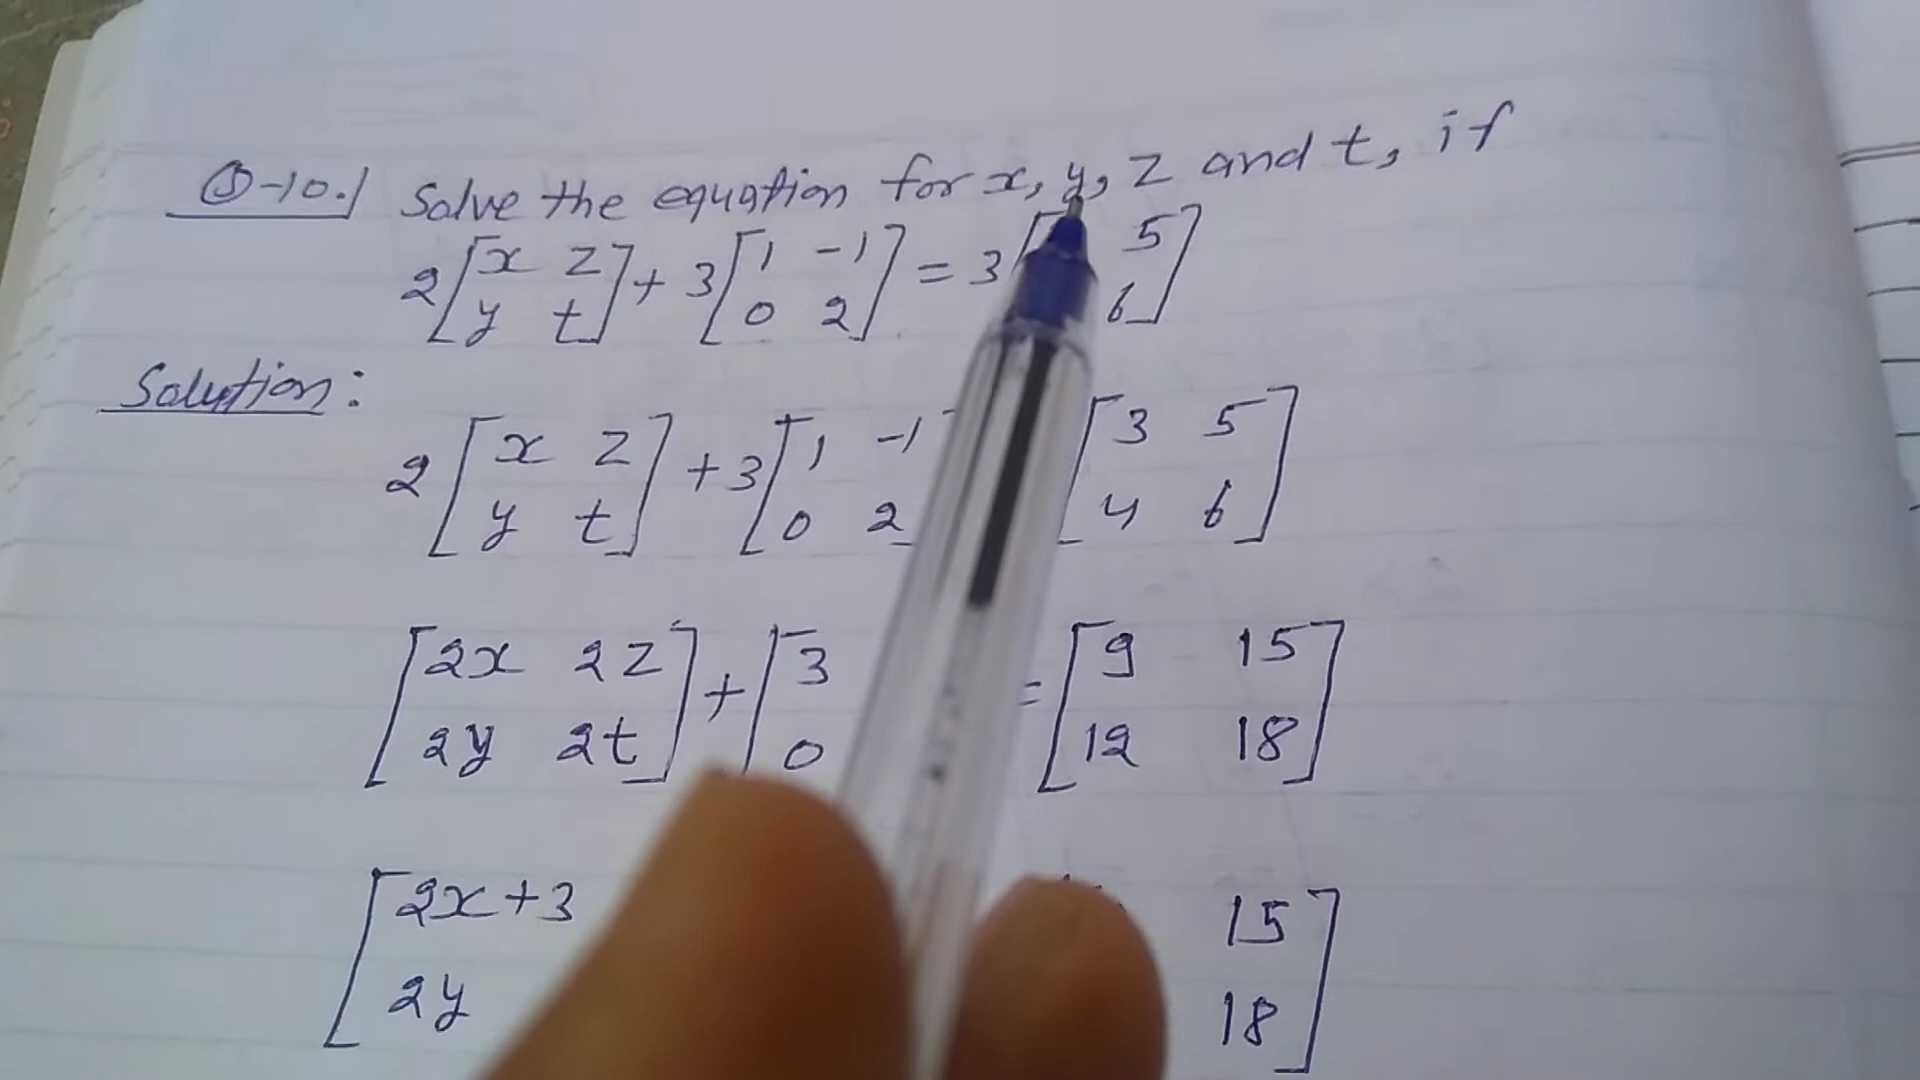 Q-10.) Solve the equation for x, y, z and t, if
2[x z] + 3[1 -1] = 3[ 5]
[y t] [0 2] [ 6]
Solution:
2[x z] + 3[1 -1 [3 5]
[y t] [0 2 [4 6]
[2x 2z] + [3 = [9 15]
[2y 2t] [0 [12 18]
[2x+3 15]
[2y 18]